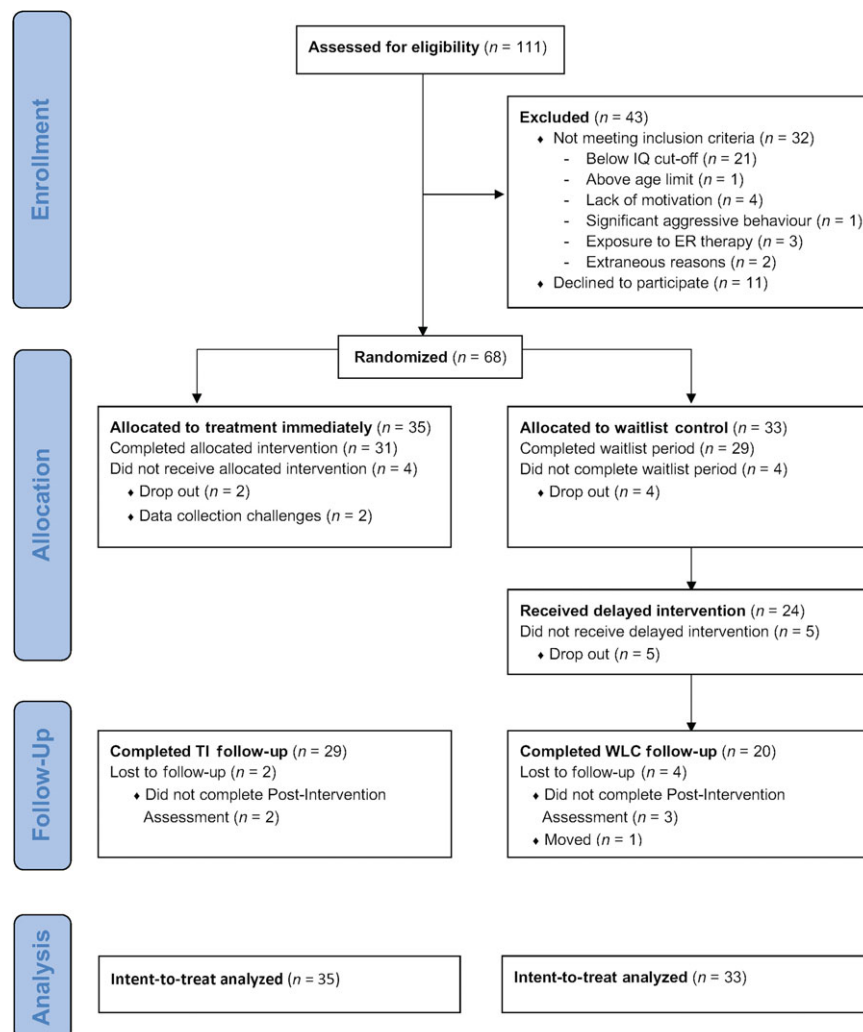 Enrollment
Assessed for eligibility (n = 111)
Excluded (n = 43)
♦ Not meeting inclusion criteria (n = 32)
- Below IQ cut-off (n = 21)
- Above age limit (n = 1)
- Lack of motivation (n = 4)
- Significant aggressive behaviour (n = 1)
- Exposure to ER therapy (n = 3)
- Extraneous reasons (n = 2)
♦ Declined to participate (n = 11)
Randomized (n = 68)
Allocation
Allocated to treatment immediately (n = 35)
Completed allocated intervention (n = 31)
Did not receive allocated intervention (n = 4)
♦ Drop out (n = 2)
♦ Data collection challenges (n = 2)
Allocated to waitlist control (n = 33)
Completed waitlist period (n = 29)
Did not complete waitlist period (n = 4)
♦ Drop out (n = 4)
Received delayed intervention (n = 24)
Did not receive delayed intervention (n = 5)
♦ Drop out (n = 5)
Follow-Up
Completed TI follow-up (n = 29)
Lost to follow-up (n = 2)
♦ Did not complete Post-Intervention
Assessment (n = 2)
Completed WLC follow-up (n = 20)
Lost to follow-up (n = 4)
♦ Did not complete Post-Intervention
Assessment (n = 3)
♦ Moved (n = 1)
Analysis
Intent-to-treat analyzed (n = 35)
Intent-to-treat analyzed (n = 33)